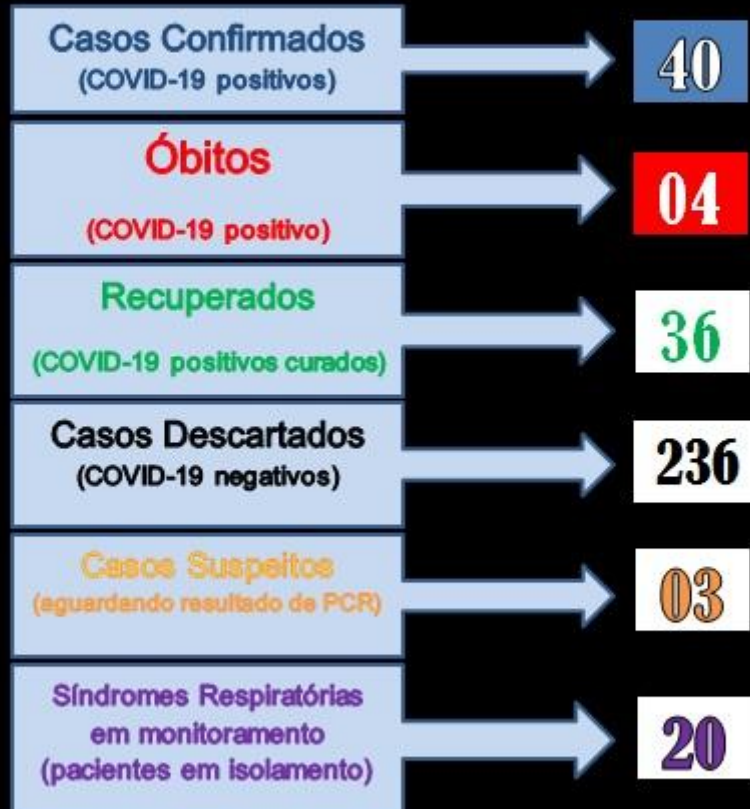 Casos Confirmados
(COVID-19 positivos)
40
Óbitos
(COVID-19 positivo)
04
Recuperados
(COVID-19 positivos curados)
36
Casos Descartados
(COVID-19 negativos)
236
Casos Suspeitos
(aguardando resultado de PCR)
03
Síndromes Respiratórias
em monitoramento
(pacientes em isolamento)
20